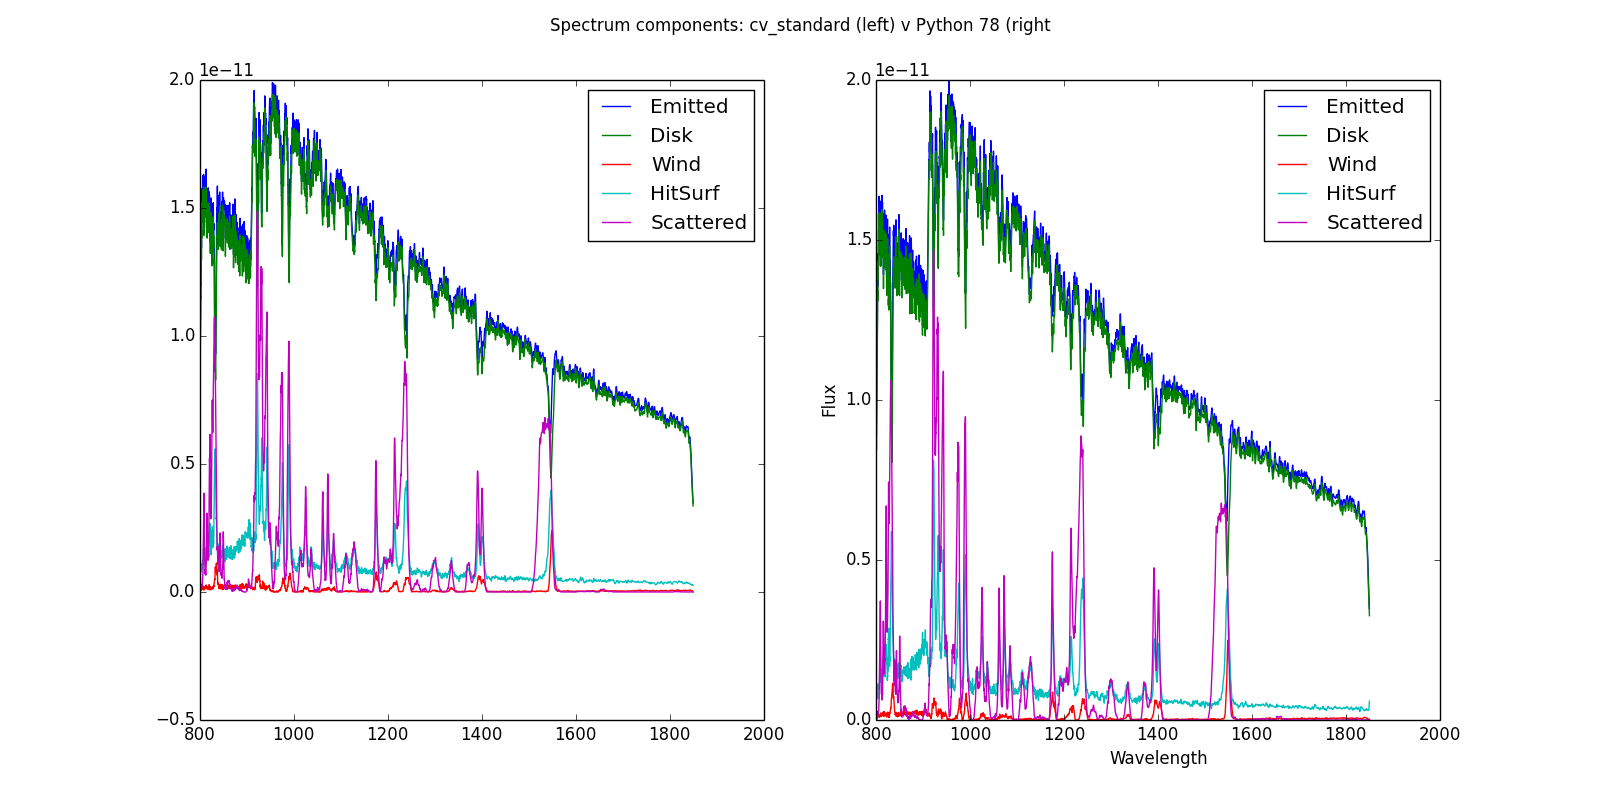 Spectrum components: cv_standard (left) v Python 78 (right
1e−11
2.0
1.5
1.0
0.5
0.0
−0.5
800
1000
1200
1400
1600
1800
2000
Emitted
Disk
Wind
HitSurf
Scattered
1e−11
2.0
1.5
1.0
0.5
0.0
Flux
800
1000
1200
1400
1600
1800
2000
Wavelength
Emitted
Disk
Wind
HitSurf
Scattered